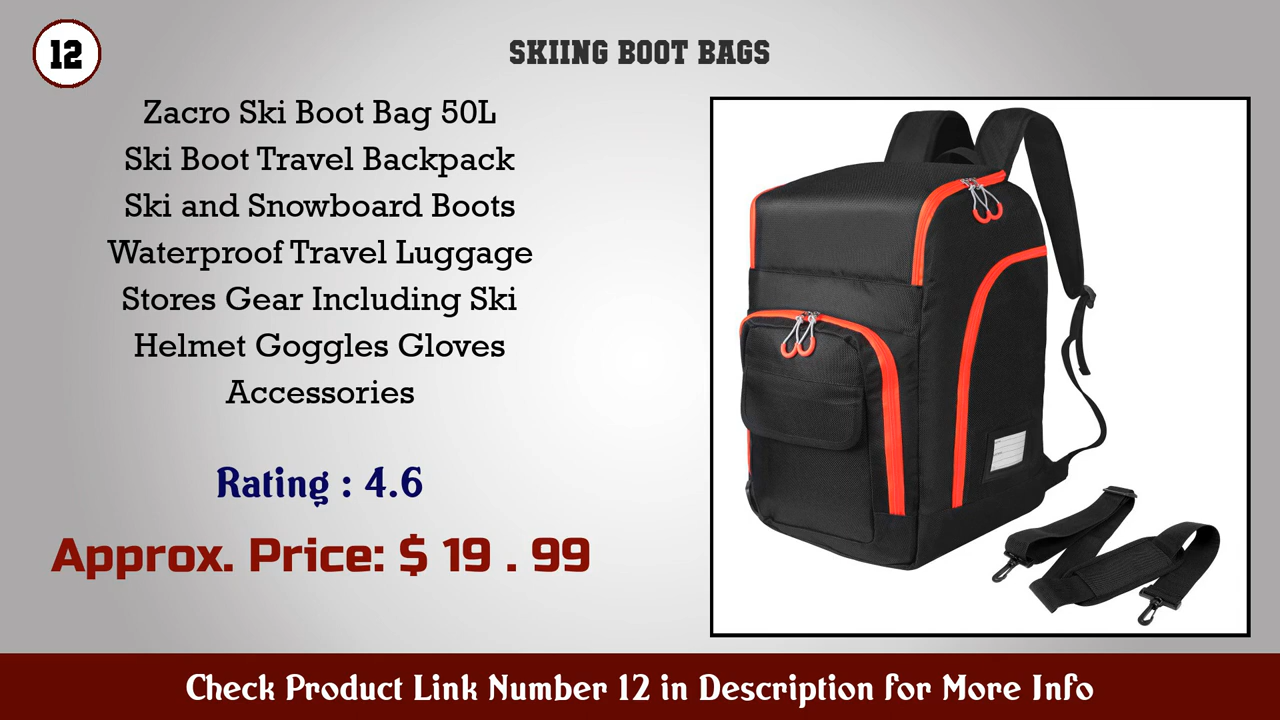 12
SKIING BOOT BAGS
Zacro Ski Boot Bag 50L
Ski Boot Travel Backpack
Ski and Snowboard Boots
Waterproof Travel Luggage
Stores Gear Including Ski
Helmet Goggles Gloves
Accessories
Rating : 4.6
Approx. Price: $ 19 . 99
Check Product Link Number 12 in Description for More Info